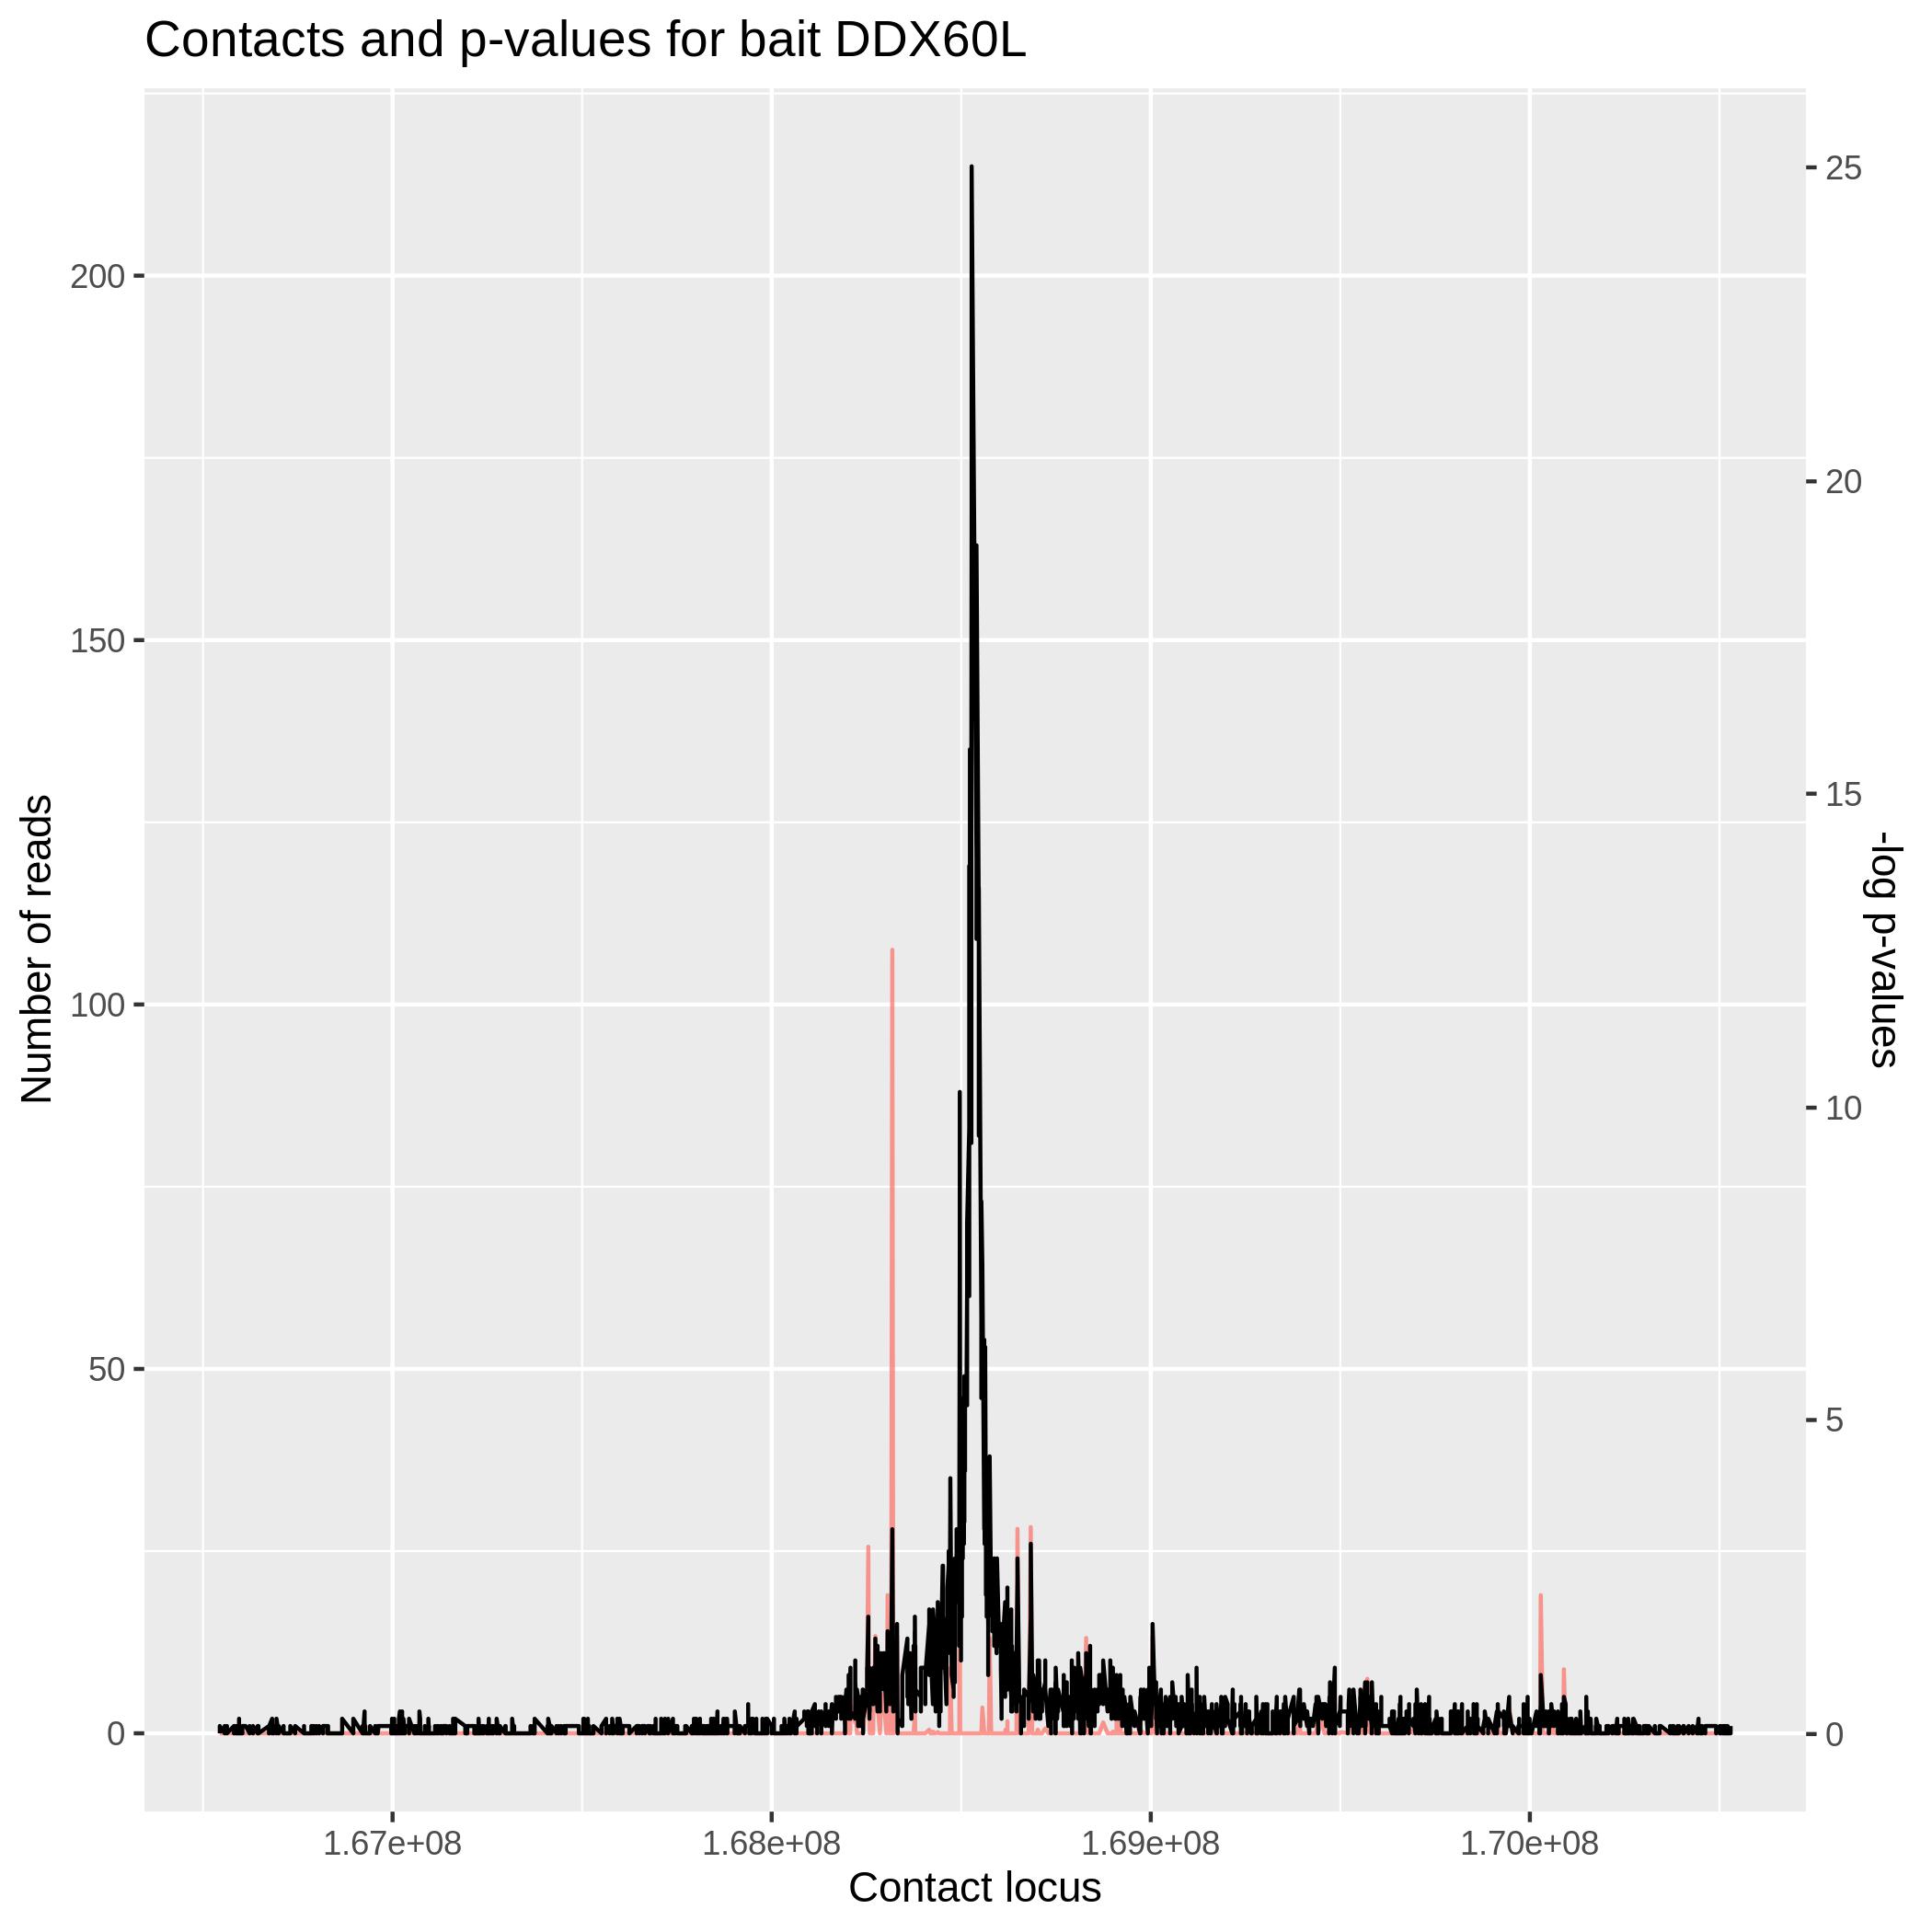 Contacts and p-values for bait DDX60L
Number of reads
200
150
100
50
0
25
20
15
10
5
0
-log p-values
1.67e+08
1.68e+08
1.69e+08
1.70e+08
Contact locus